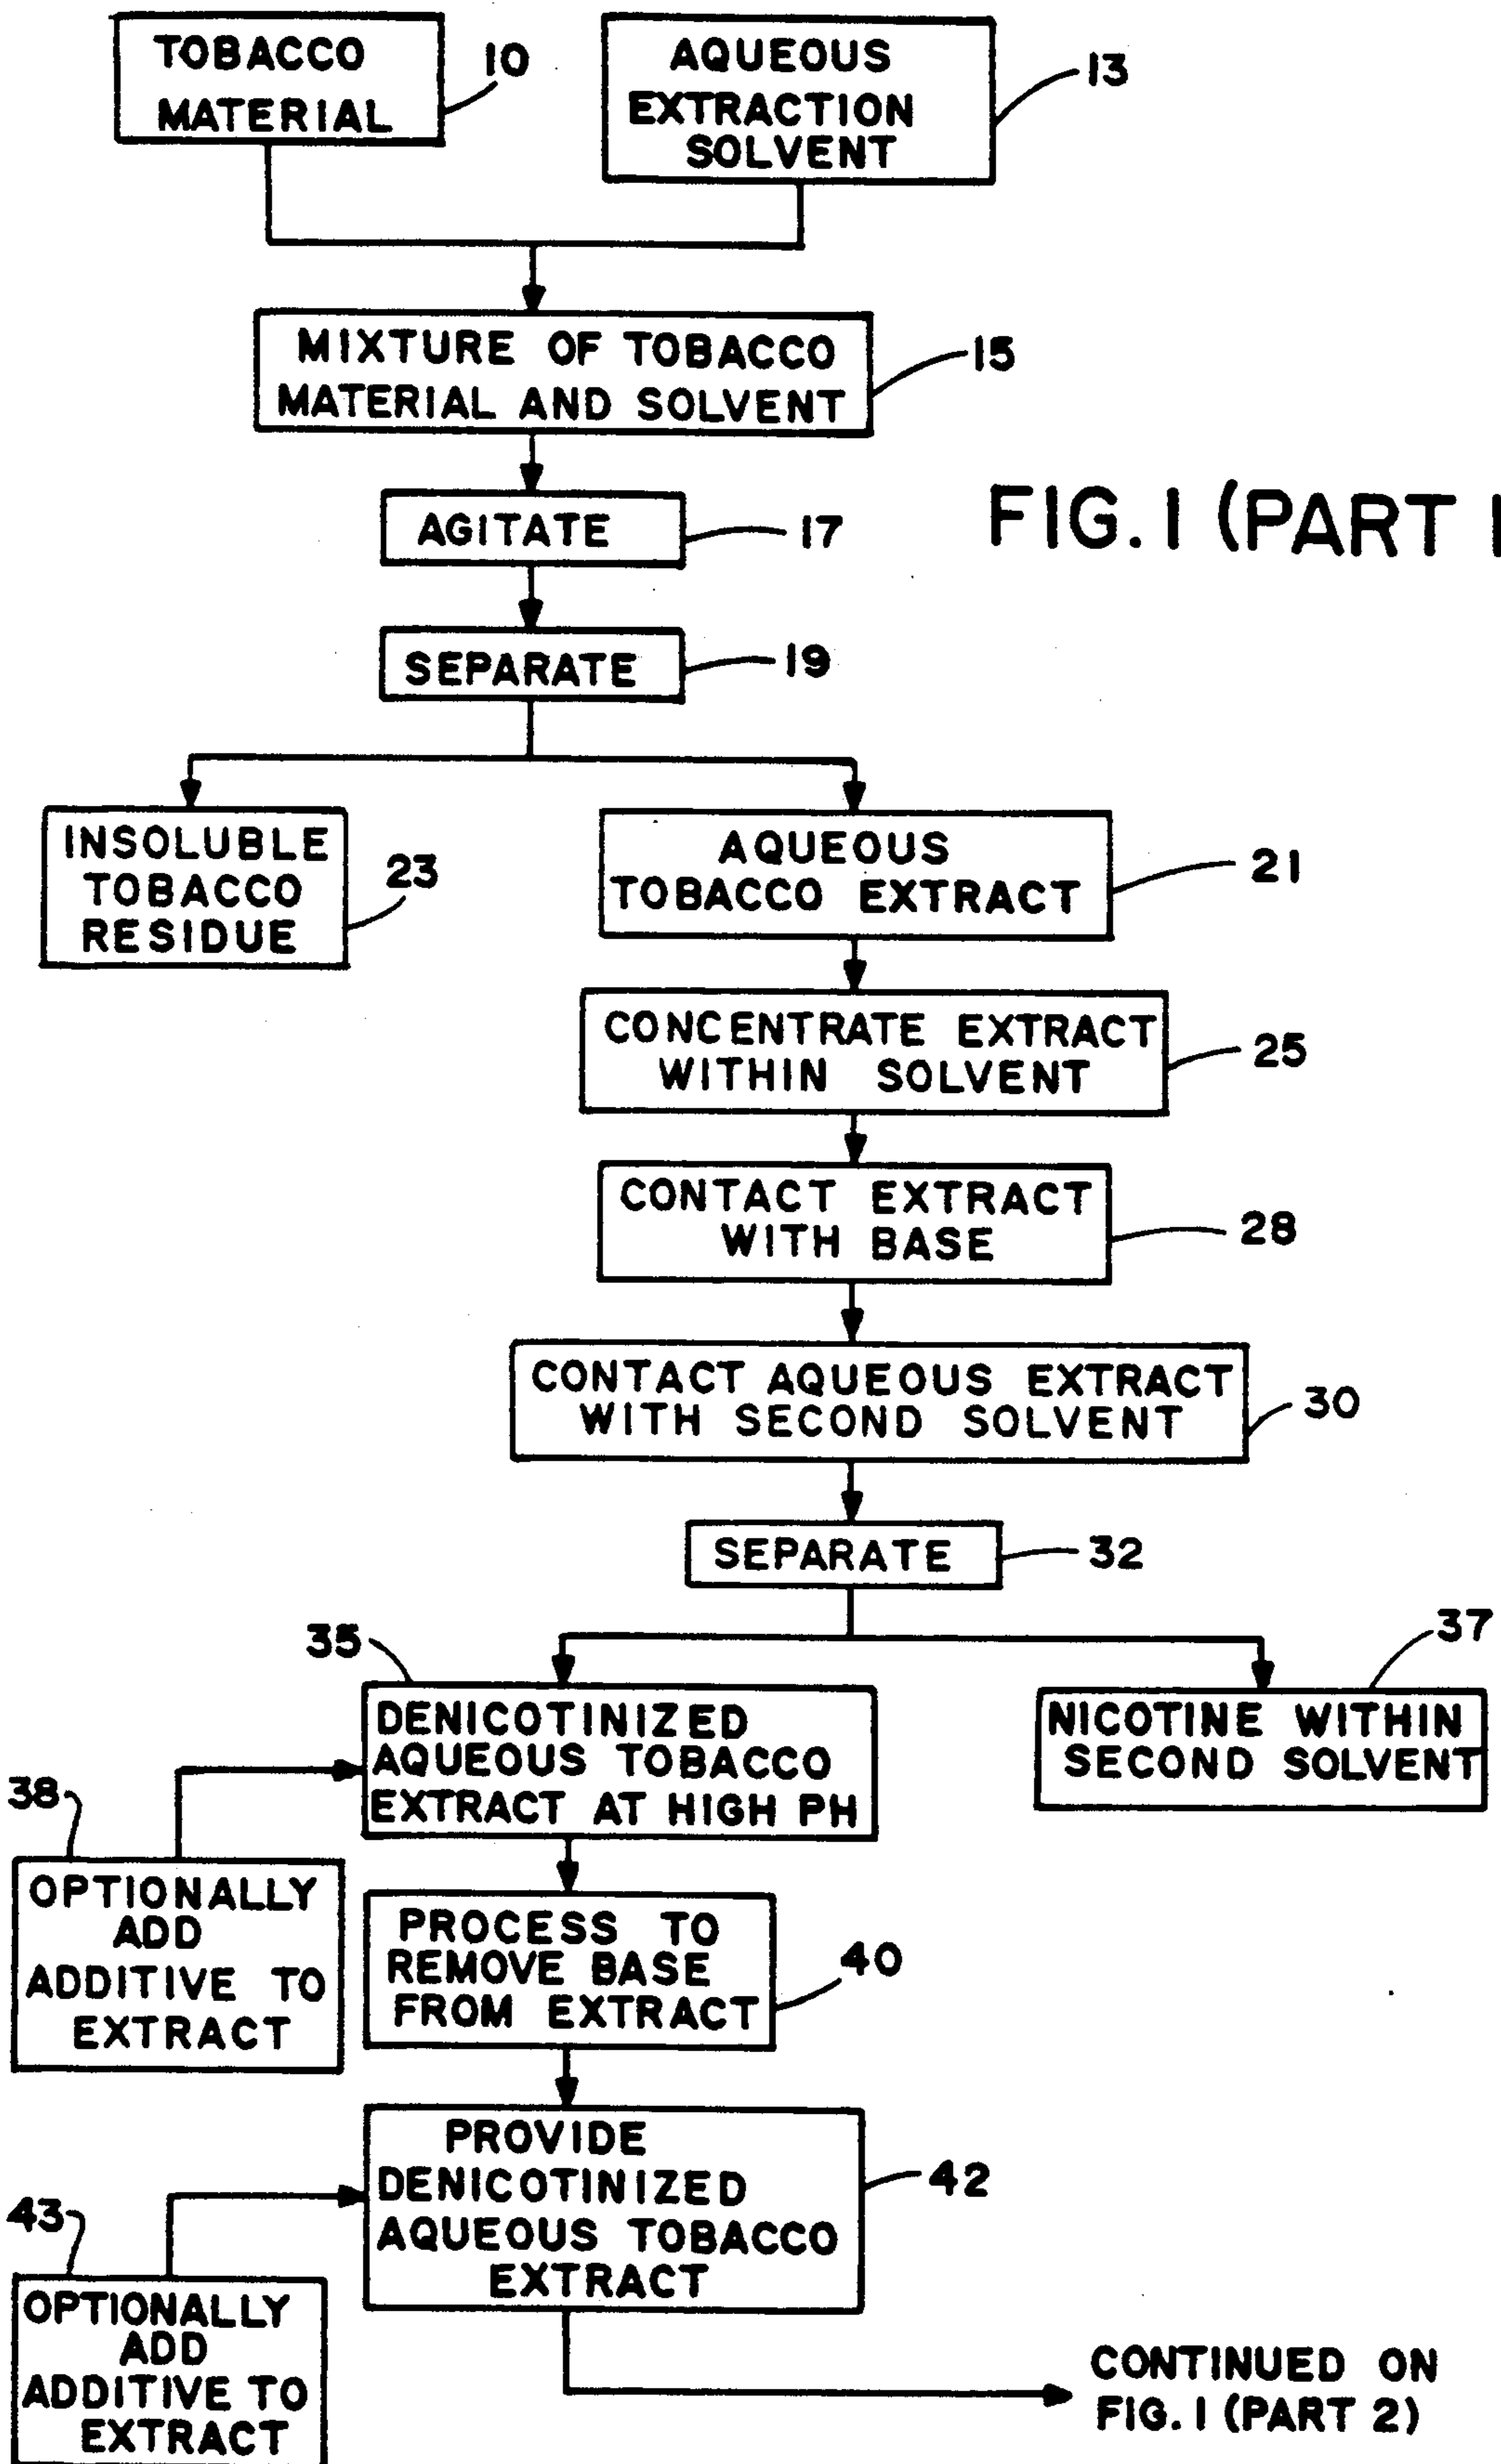 TOBACCO
MATERIAL
10
AQUEOUS
EXTRACTION
SOLVENT
13
MIXTURE OF TOBACCO
MATERIAL AND SOLVENT
15
AGITATE
17
FIG. 1 (PART 1
SEPARATE
19
INSOLUBLE
TOBACCO
RESIDUE
23
AQUEOUS
TOBACCO EXTRACT
21
CONCENTRATE EXTRACT
WITHIN SOLVENT
25
CONTACT EXTRACT
WITH BASE
28
CONTACT AQUEOUS EXTRACT
WITH SECOND SOLVENT
30
SEPARATE
32
35
DENICOTINIZED
AQUEOUS TOBACCO
EXTRACT AT HIGH PH
37
NICOTINE WITHIN
SECOND SOLVENT
38
OPTIONALLY
ADD
ADDITIVE TO
EXTRACT
PROCESS TO
REMOVE BASE
FROM EXTRACT
40
PROVIDE
DENICOTINIZED
AQUEOUS TOBACCO
EXTRACT
42
43
OPTIONALLY
ADD
ADDITIVE TO
EXTRACT
CONTINUED ON
FIG. 1 (PART 2)